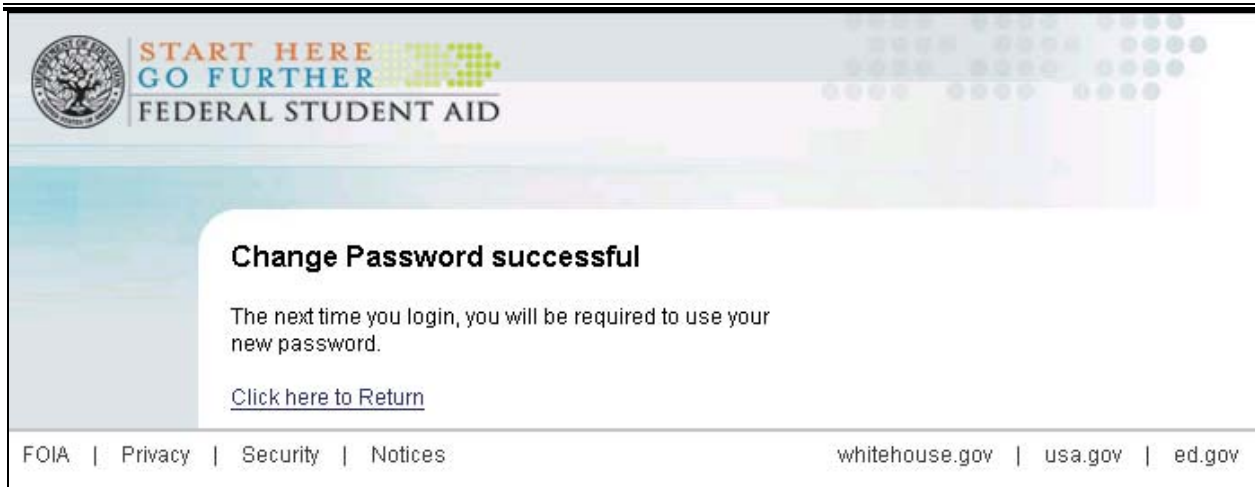 START HERE
GO FURTHER
FEDERAL STUDENT AID
Change Password successful
The next time you login, you will be required to use your
new password.
Click here to Return
FOIA | Privacy | Security | Notices whitehouse.gov | usa.gov | ed.gov